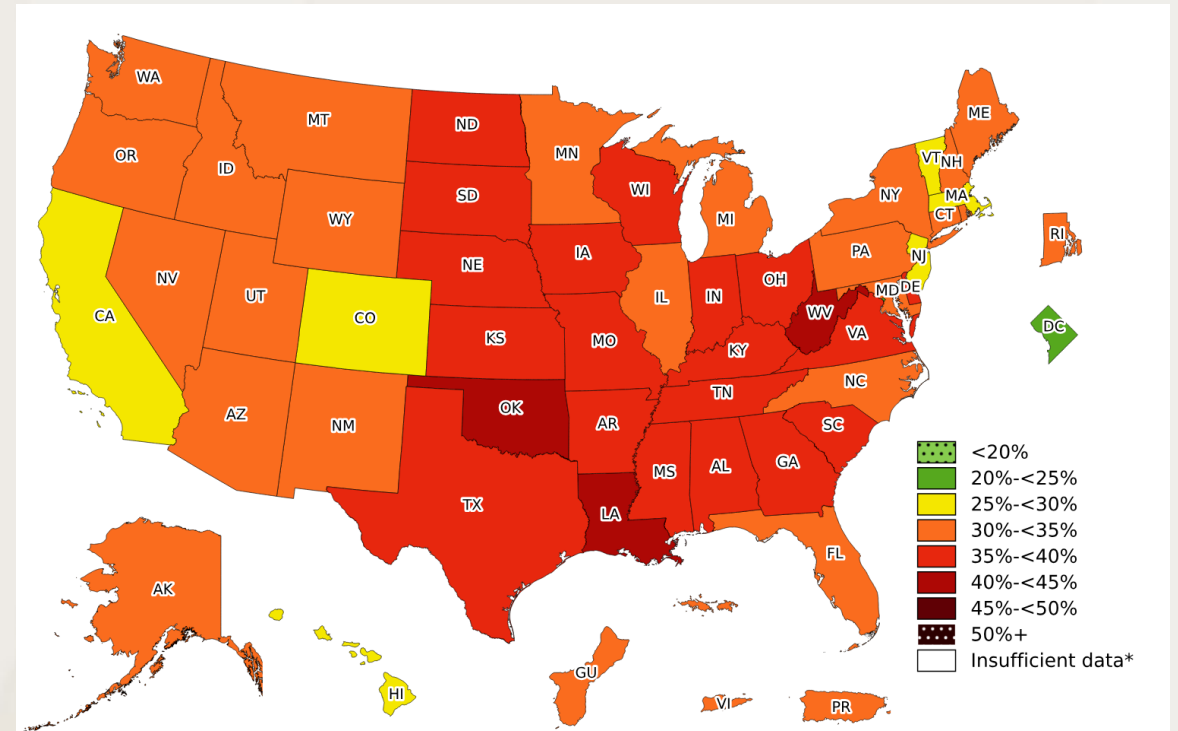 WA
MT
ND
MN
ME
OR
ID
SD
WI
VT
NH
NY
MA
WY
MI
CT
NE
IA
PA
RI
NV
UT
CO
IL
IN
OH
NJ
MD
DE
CA
KS
MO
KY
WV
VA
DC
AZ
NM
OK
AR
TN
NC
SC
TX
LA
MS
AL
GA
FL
AK
HI
GU
VI
PR
<20%
20%-<25%
25%-<30%
30%-<35%
35%-<40%
40%-<45%
45%-<50%
50%+
Insufficient data*